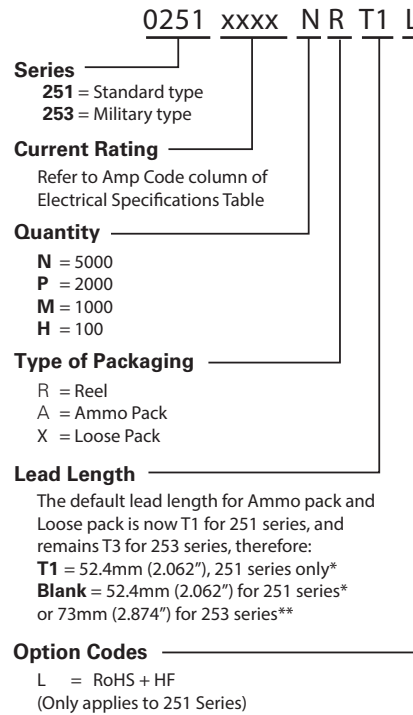 0251 xxxx N R T1 L
Series
251 = Standard type
253 = Military type
Current Rating
Refer to Amp Code column of
Electrical Specifications Table
Quantity
N = 5000
P = 2000
M = 1000
H = 100
Type of Packaging
R = Reel
A = Ammo Pack
X = Loose Pack
Lead Length
The default lead length for Ammo pack and
Loose pack is now T1 for 251 series, and
remains T3 for 253 series, therefore:
T1 = 52.4mm (2.062"), 251 series only*
Blank = 52.4mm (2.062") for 251 series*
or 73mm (2.874") for 253 series**
Option Codes
L = RoHS + HF
(Only applies to 251 Series)